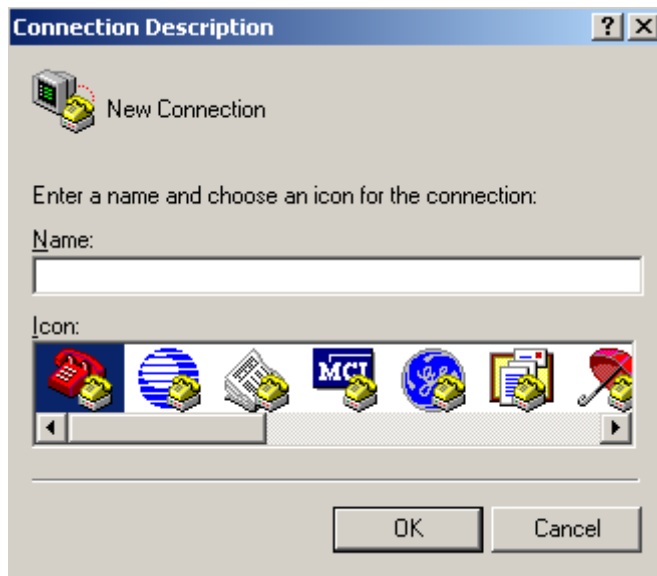 Connection Description
New Connection
Enter a name and choose an icon for the connection:
Name:
Icon:
MCI
OK Cancel